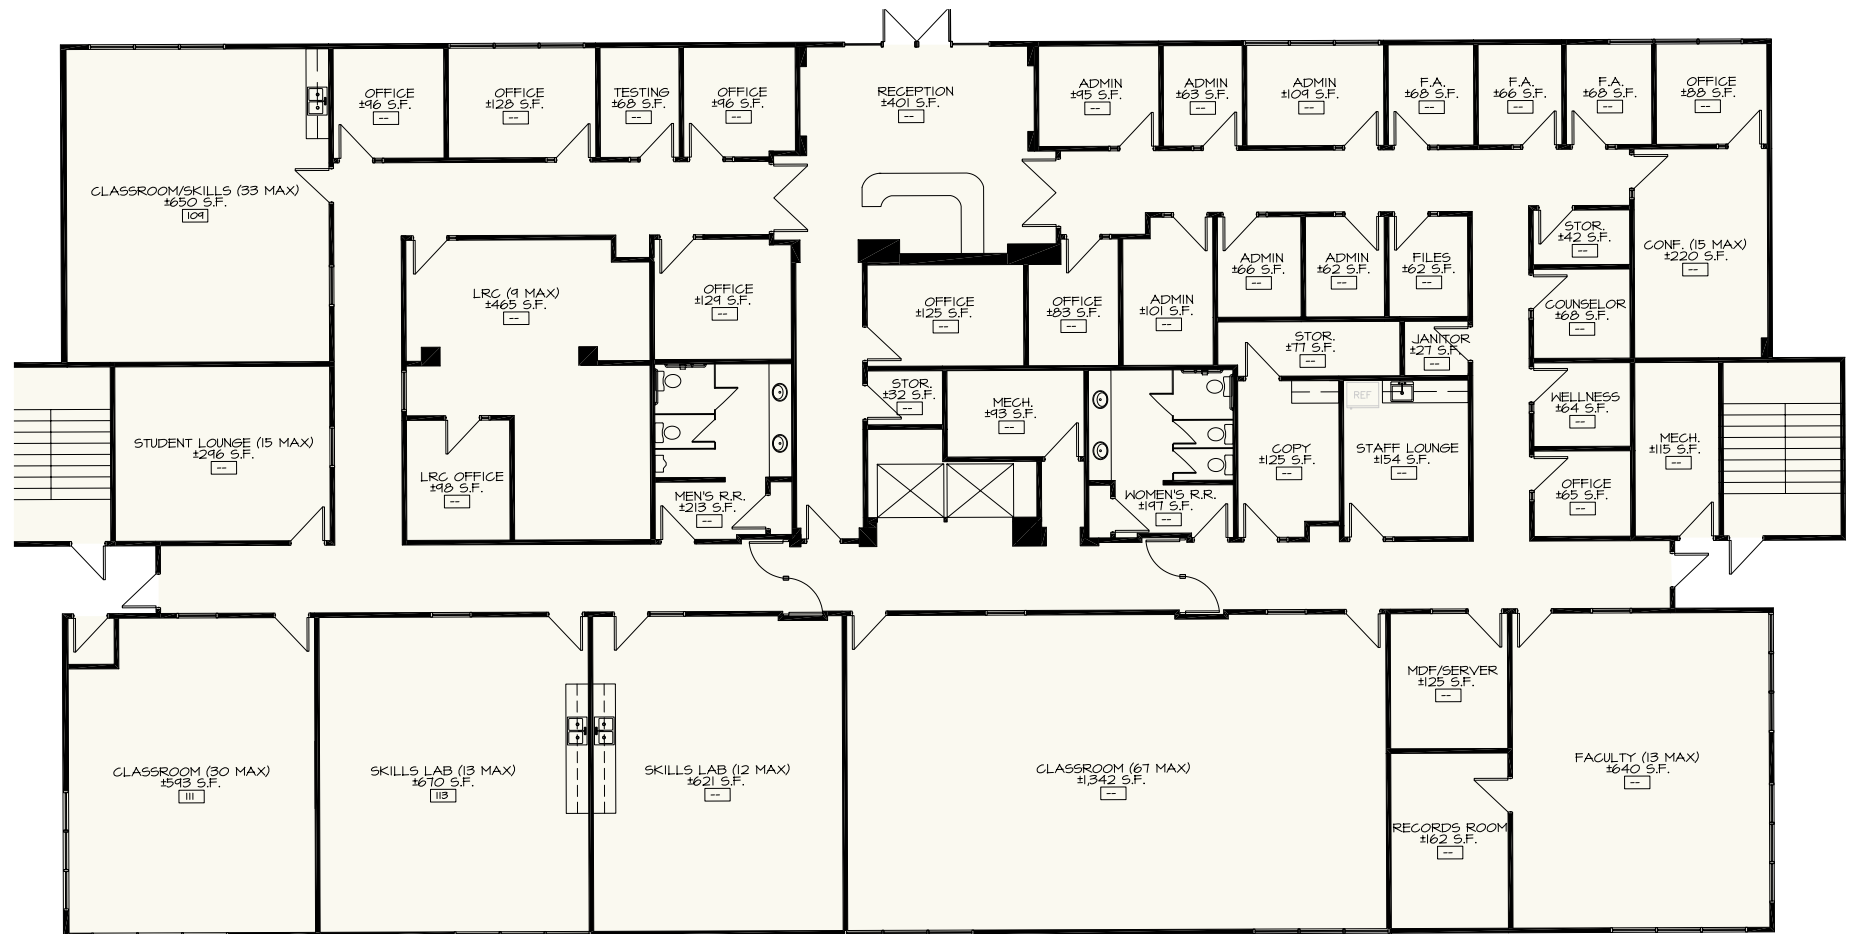 OFFICE
±96 S.F.
--
OFFICE
±128 S.F.
--
TESTING
±68 S.F.
--
OFFICE
±96 S.F.
--
RECEPTION
±401 S.F.
--
ADMIN
±95 S.F.
--
ADMIN
±63 S.F.
--
ADMIN
±109 S.F.
--
F.A.
±68 S.F.
--
F.A.
±66 S.F.
--
F.A.
±68 S.F.
--
OFFICE
±88 S.F.
--
CLASSROOM/SKILLS (33 MAX)
±650 S.F.
109
STOR.
±42 S.F.
--
CONF. (15 MAX)
±220 S.F.
--
LRC (9 MAX)
±465 S.F.
--
OFFICE
±129 S.F.
--
OFFICE
±125 S.F.
--
OFFICE
±83 S.F.
--
ADMIN
±101 S.F.
--
ADMIN
±66 S.F.
--
ADMIN
±62 S.F.
--
FILES
±62 S.F.
--
COUNSELOR
±68 S.F.
--
STOR.
±77 S.F.
--
JANITOR
±27 S.F.
--
STOR.
±32 S.F.
--
MECH.
±93 S.F.
--
REF
WELLNESS
±64 S.F.
--
STUDENT LOUNGE (15 MAX)
±296 S.F.
--
LRC OFFICE
±98 S.F.
--
MEN'S R.R.
±213 S.F.
--
WOMEN'S R.R.
±197 S.F.
--
COPY
±125 S.F.
--
STAFF LOUNGE
±154 S.F.
--
OFFICE
±65 S.F.
--
MECH.
±115 S.F.
--
CLASSROOM (30 MAX)
±593 S.F.
111
SKILLS LAB (13 MAX)
±670 S.F.
113
SKILLS LAB (12 MAX)
±621 S.F.
--
CLASSROOM (67 MAX)
±1,342 S.F.
--
MDF/SERVER
±125 S.F.
--
RECORDS ROOM
±162 S.F.
--
FACULTY (13 MAX)
±640 S.F.
--